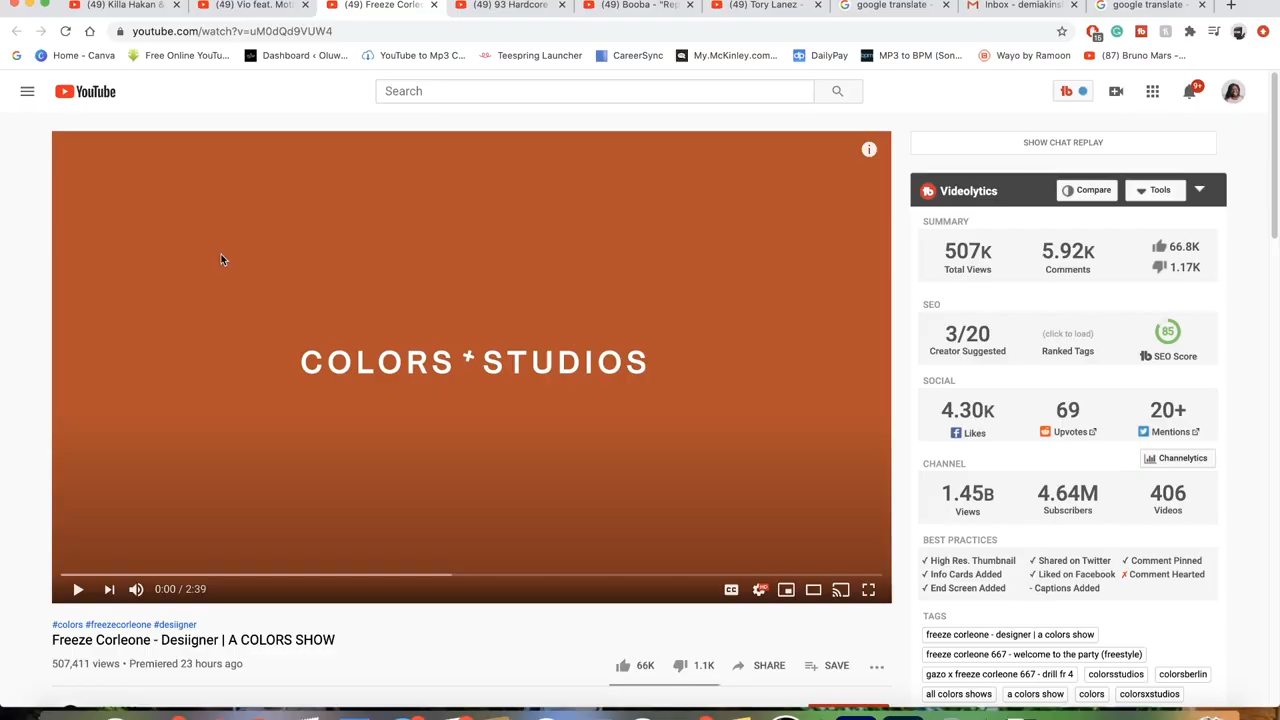 (49) Killa Hakan &
(49) Vio feat. Moti
(49) Freeze Corle
(49) 93 Hardcore
(49) Booba - "Rep
(49) Tory Lanez -
google translate -
Inbox - demiakins
google translate -
youtube.com/watch?v=uM0dQd9VUW4
15
Home - Canva
Free Online YouTu...
Dashboard ‹ Oluw...
YouTube to Mp3 C...
Teespring Launcher
CareerSync
My.McKinley.com...
DailyPay
MP3 to BPM (Son...
Wayo by Ramoon
(87) Bruno Mars -...
YouTube
Search
9+
COLORS + STUDIOS
0:00 / 2:39
CC
HD
#colors #freezecorleone #desiigner
Freeze Corleone - Desiigner | A COLORS SHOW
507,411 views • Premiered 23 hours ago
66K
1.1K
SHARE
SAVE
SHOW CHAT REPLAY
Videolytics
Compare
Tools
SUMMARY
507K
Total Views
5.92K
Comments
66.8K
1.17K
SEO
3/20
Creator Suggested
(click to load)
Ranked Tags
85
SEO Score
SOCIAL
4.30K
Likes
69
Upvotes
20+
Mentions
CHANNEL
Channelytics
1.45B
Views
4.64M
Subscribers
406
Videos
BEST PRACTICES
✓ High Res. Thumbnail ✓ Shared on Twitter ✓ Comment Pinned
✓ Info Cards Added ✓ Liked on Facebook ✗ Comment Hearted
✓ End Screen Added - Captions Added
TAGS
freeze corleone - designer | a colors show
freeze corleone 667 - welcome to the party (freestyle)
gazo x freeze corleone 667 - drill fr 4 colorsstudios colorsberlin
all colors shows a colors show colors colorsxstudios